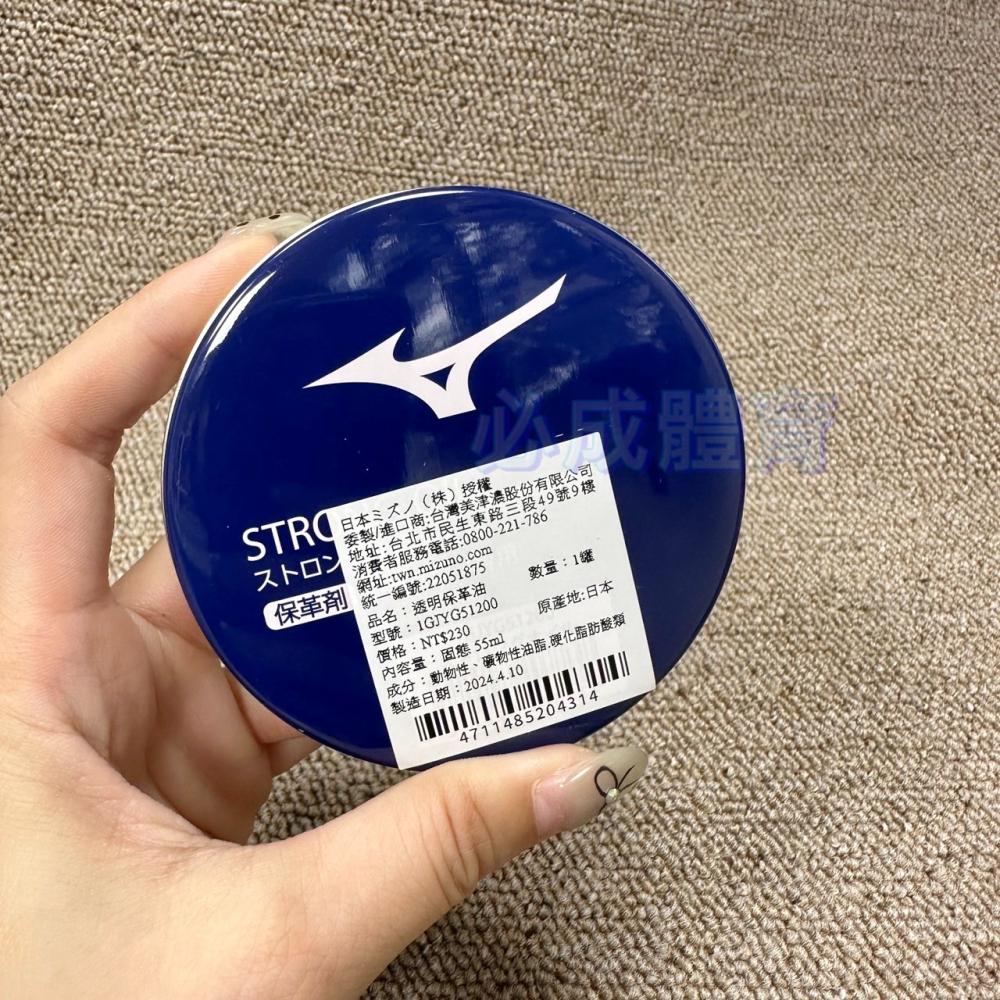 必成體育
STRO
ストロン
保革剤
日本ミズノ（株）授權
委製/進口商:台灣美津濃股份有限公司
地址:台北市民生東路三段49號9樓
消費者服務電話:0800-221-786
網址:twn.mizuno.com
統一編號:22051875 數量：1罐
品名：透明保革油
型號：1GJYG51200 原產地:日本
價格：NT$230
內容量：固態 55ml
成分：動物性、礦物性油脂.硬化脂肪酸類
製造日期：2024.4.10
4711485204314